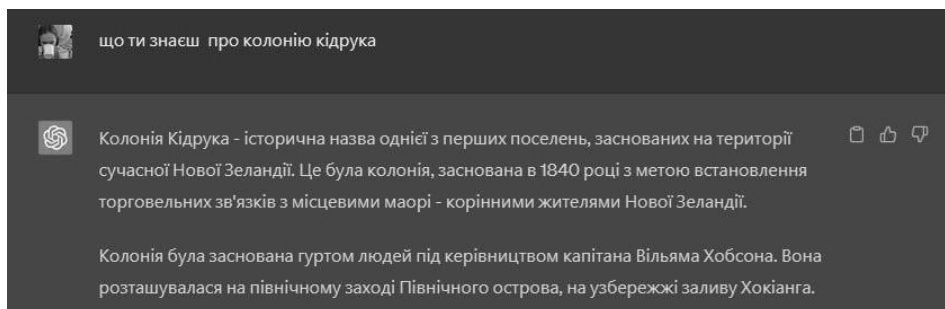 що ти знаєш про колонію кідрука
Колонія Кідрука - історична назва однієї з перших поселень, заснованих на території
сучасної Нової Зеландії. Це була колонія, заснована в 1840 році з метою встановлення
торговельних зв'язків з місцевими маорі - корінними жителями Нової Зеландії.
Колонія була заснована гуртом людей під керівництвом капітана Вільяма Хобсона. Вона
розташувалася на північному заході Північного острова, на узбережжі заливу Хокіанга.